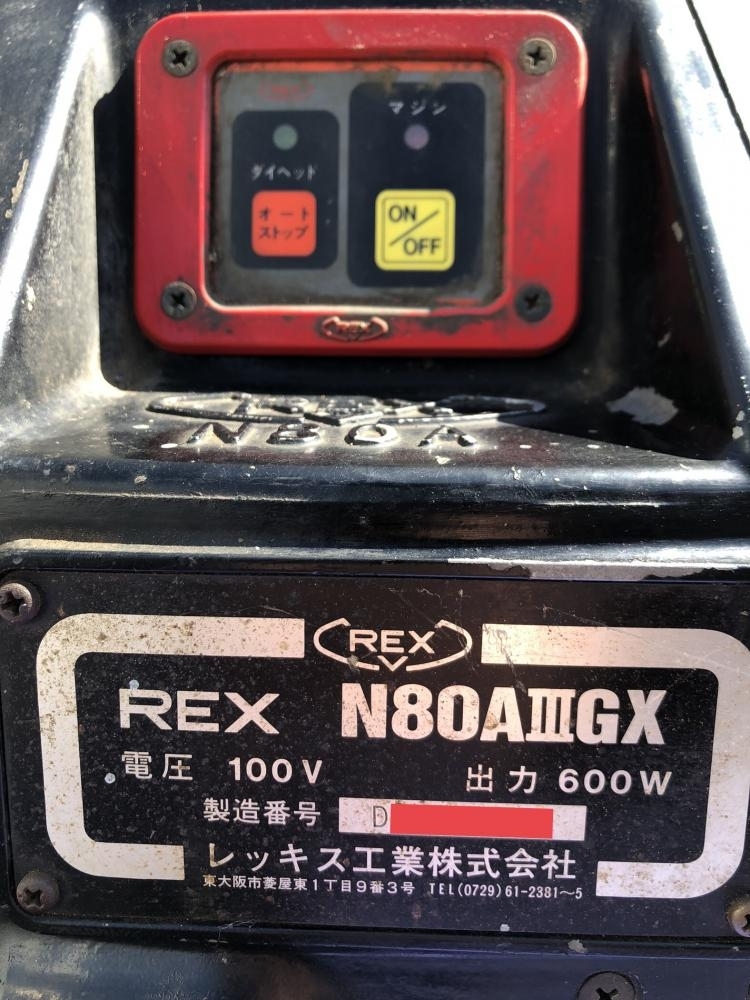 REX
マシン
ダイヘッド
オート
ストップ
ON/OFF
REX
REX
N80A
REX
REX N80AⅢGX
電圧 100V 出力 600W
製造番号 D
レッキス工業株式会社
東大阪市菱屋東1丁目9番3号 TEL(0729)61-2381~5